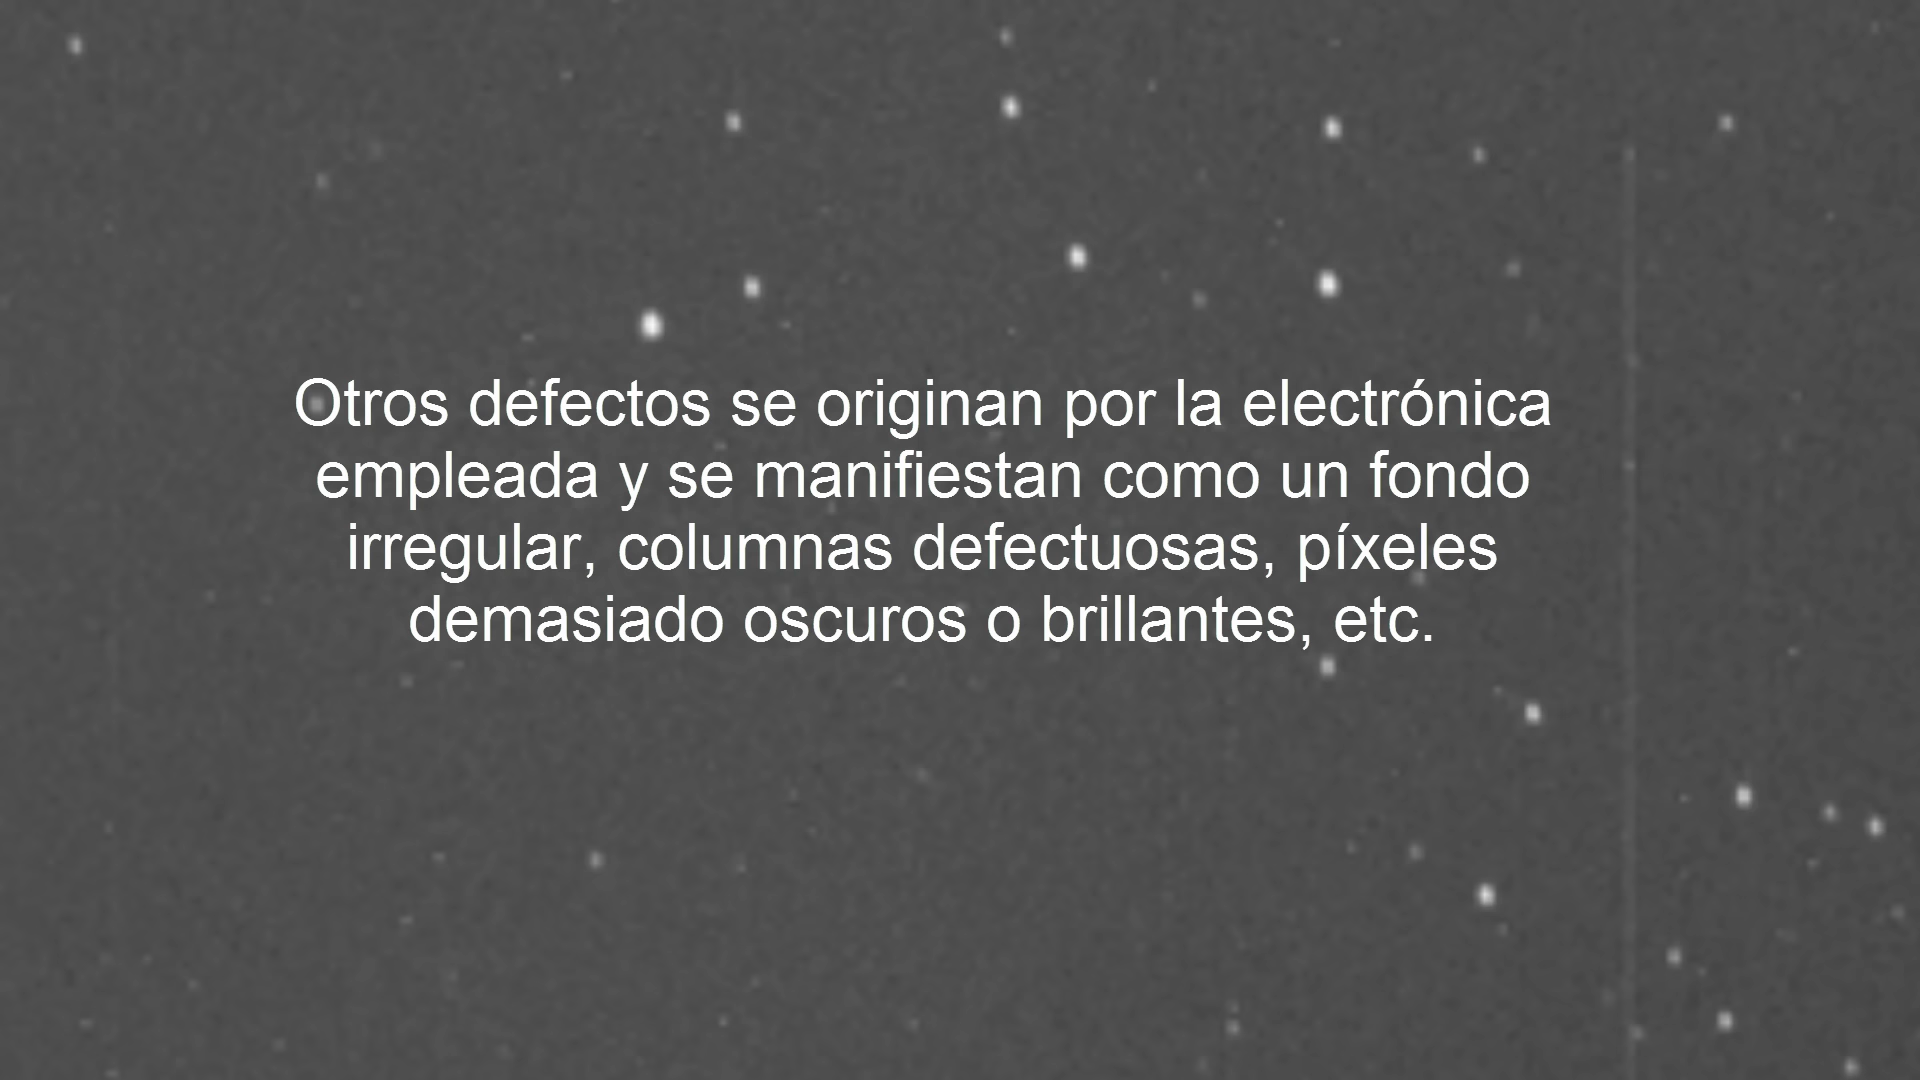 Otros defectos se originan por la electrónica
empleada y se manifiestan como un fondo
irregular, columnas defectuosas, píxeles
demasiado oscuros o brillantes, etc.